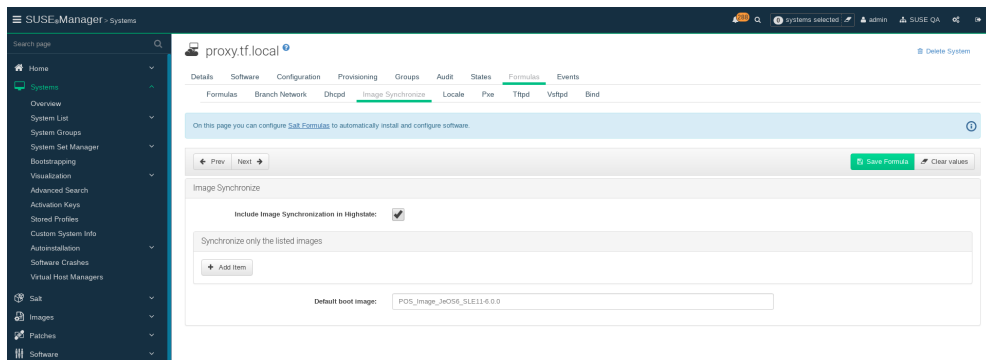 SUSE Manager > Systems
200
0 systems selected
admin
SUSE QA
Search page
Home
Systems
Overview
System List
System Groups
System Set Manager
Bootstrapping
Visualization
Advanced Search
Activation Keys
Stored Profiles
Custom System Info
Autoinstallation
Software Crashes
Virtual Host Managers
Salt
Images
Patches
Software
proxy.tf.local ?
Delete System
Details Software Configuration Provisioning Groups Audit States Formulas Events
Formulas Branch Network Dhcpd Image Synchronize Locale Pxe Tftpd Vsftpd Bind
On this page you can configure Salt Formulas to automatically install and configure software.
Prev Next
Save Formula Clear values
Image Synchronize
Include Image Synchronization in Highstate:
Synchronize only the listed images
+ Add Item
Default boot image: POS_Image_JeOS6_SLE11-6.0.0